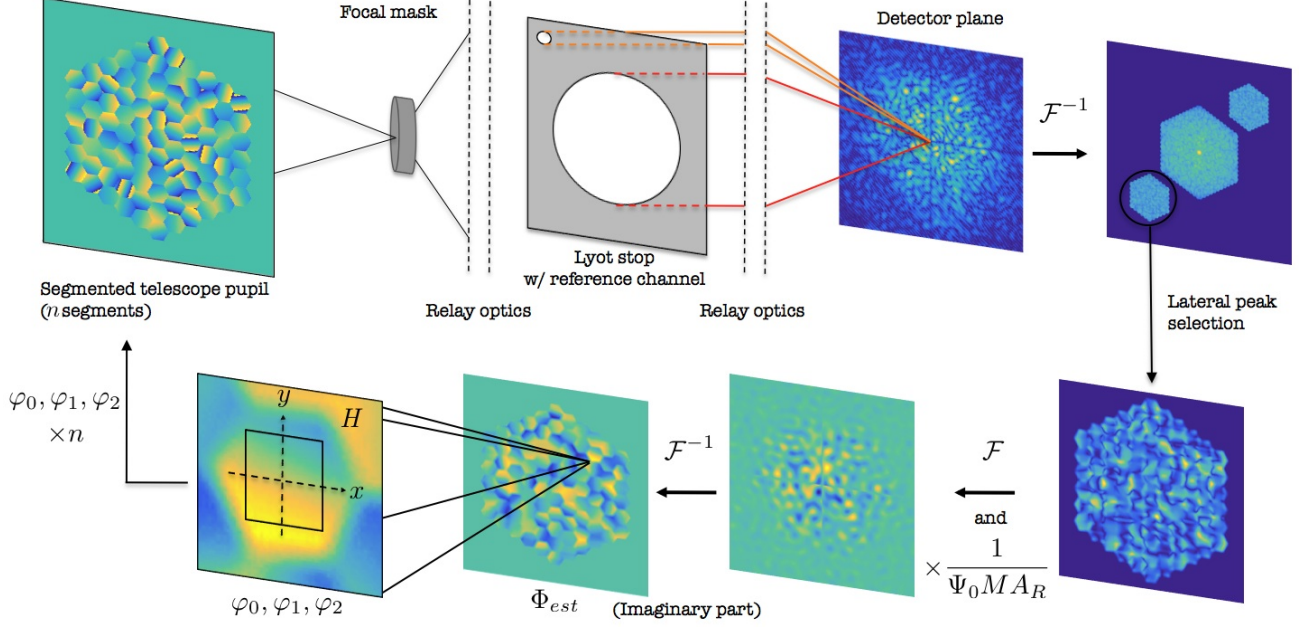 Focal mask
Detector plane
𝓕⁻¹
Lyot stop
w/ reference channel
Segmented telescope pupil
(n segments)
Relay optics
Relay optics
Lateral peak
selection
φ₀, φ₁, φ₂
×n
y
H
x
𝓕⁻¹
𝓕
and
× 1/(Ψ₀MA_R)
φ₀, φ₁, φ₂
Φ_est
(Imaginary part)